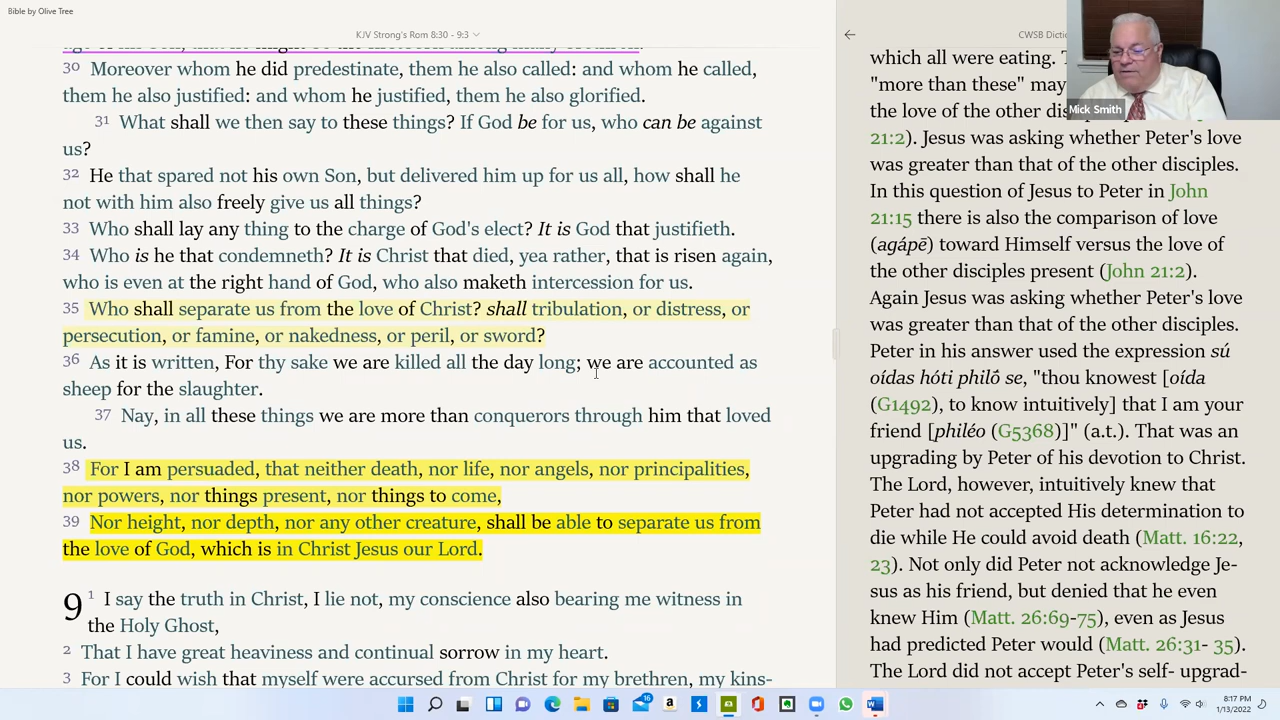 Bible by Olive Tree
KJV Strong's Rom 8:30 - 9:3
age of his Son, that he might be the firstborn among many brethren.
30 Moreover whom he did predestinate, them he also called: and whom he called,
them he also justified: and whom he justified, them he also glorified.
31 What shall we then say to these things? If God be for us, who can be against
us?
32 He that spared not his own Son, but delivered him up for us all, how shall he
not with him also freely give us all things?
33 Who shall lay any thing to the charge of God's elect? It is God that justifieth.
34 Who is he that condemneth? It is Christ that died, yea rather, that is risen again,
who is even at the right hand of God, who also maketh intercession for us.
35 Who shall separate us from the love of Christ? shall tribulation, or distress, or
persecution, or famine, or nakedness, or peril, or sword?
36 As it is written, For thy sake we are killed all the day long; we are accounted as
sheep for the slaughter.
37 Nay, in all these things we are more than conquerors through him that loved
us.
38 For I am persuaded, that neither death, nor life, nor angels, nor principalities,
nor powers, nor things present, nor things to come,
39 Nor height, nor depth, nor any other creature, shall be able to separate us from
the love of God, which is in Christ Jesus our Lord.
9 1 I say the truth in Christ, I lie not, my conscience also bearing me witness in
the Holy Ghost,
2 That I have great heaviness and continual sorrow in my heart.
3 For I could wish that myself were accursed from Christ for my brethren, my kins-
CWSB Dictio
which all were eating. T
"more than these" may
the love of the other dis
21:2). Jesus was asking whether Peter's love
was greater than that of the other disciples.
In this question of Jesus to Peter in John
21:15 there is also the comparison of love
(agápē) toward Himself versus the love of
the other disciples present (John 21:2).
Again Jesus was asking whether Peter's love
was greater than that of the other disciples.
Peter in his answer used the expression sú
oídas hóti philṓ se, "thou knowest [oída
(G1492), to know intuitively] that I am your
friend [philéo (G5368)]" (a.t.). That was an
upgrading by Peter of his devotion to Christ.
The Lord, however, intuitively knew that
Peter had not accepted His determination to
die while He could avoid death (Matt. 16:22,
23). Not only did Peter not acknowledge Je-
sus as his friend, but denied that he even
knew Him (Matt. 26:69-75), even as Jesus
had predicted Peter would (Matt. 26:31- 35).
The Lord did not accept Peter's self- upgrad-
Mick Smith
16
8:17 PM
1/13/2022